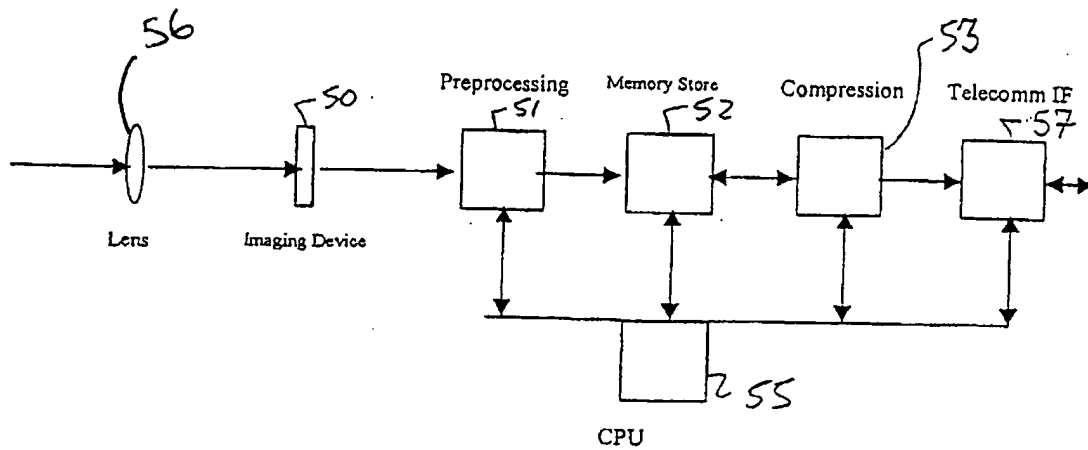 56
50
53
Preprocessing
Memory Store
Compression
Telecomm IF
51
52
57
Lens
Imaging Device
55
CPU